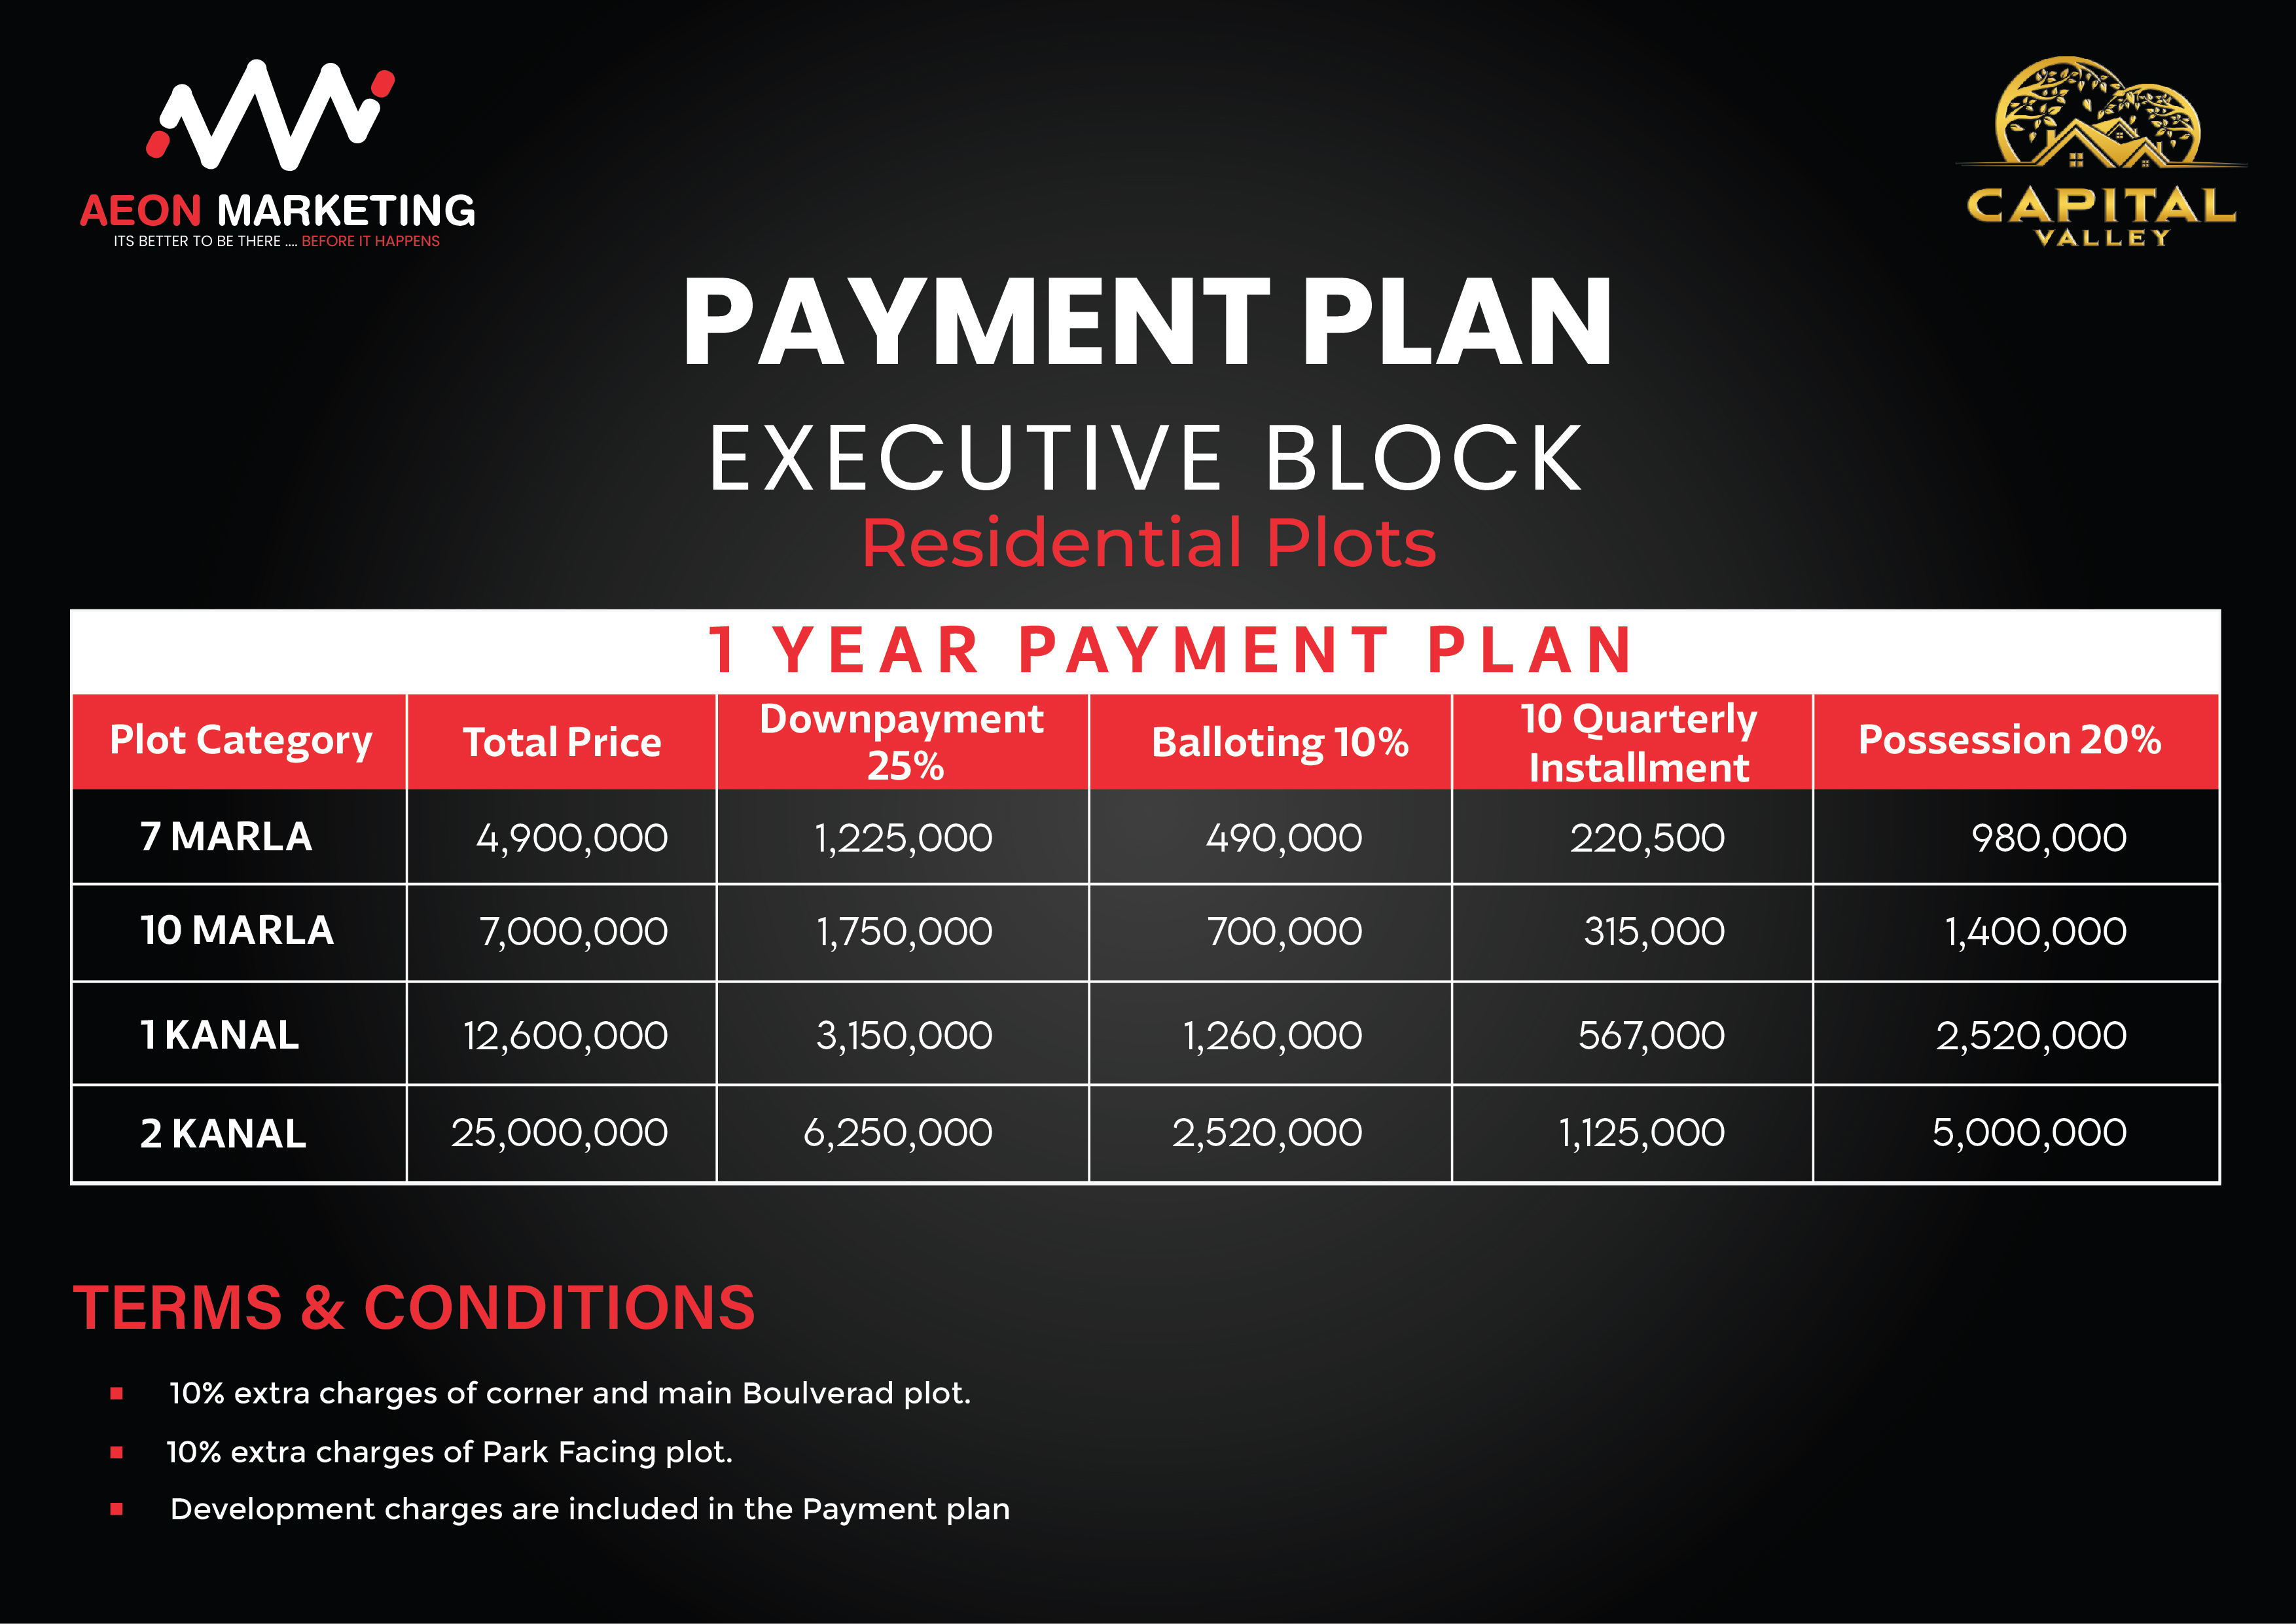 AEON MARKETING
ITS BETTER TO BE THERE .... BEFORE IT HAPPENS
CAPITAL
VALLEY
PAYMENT PLAN
EXECUTIVE BLOCK
Residential Plots
1 YEAR PAYMENT PLAN
Plot Category Total Price Downpayment 25% Balloting 10% 10 Quarterly Installment Possession 20%
7 MARLA 4,900,000 1,225,000 490,000 220,500 980,000
10 MARLA 7,000,000 1,750,000 700,000 315,000 1,400,000
1 KANAL 12,600,000 3,150,000 1,260,000 567,000 2,520,000
2 KANAL 25,000,000 6,250,000 2,520,000 1,125,000 5,000,000
TERMS & CONDITIONS
10% extra charges of corner and main Boulverad plot.
10% extra charges of Park Facing plot.
Development charges are included in the Payment plan